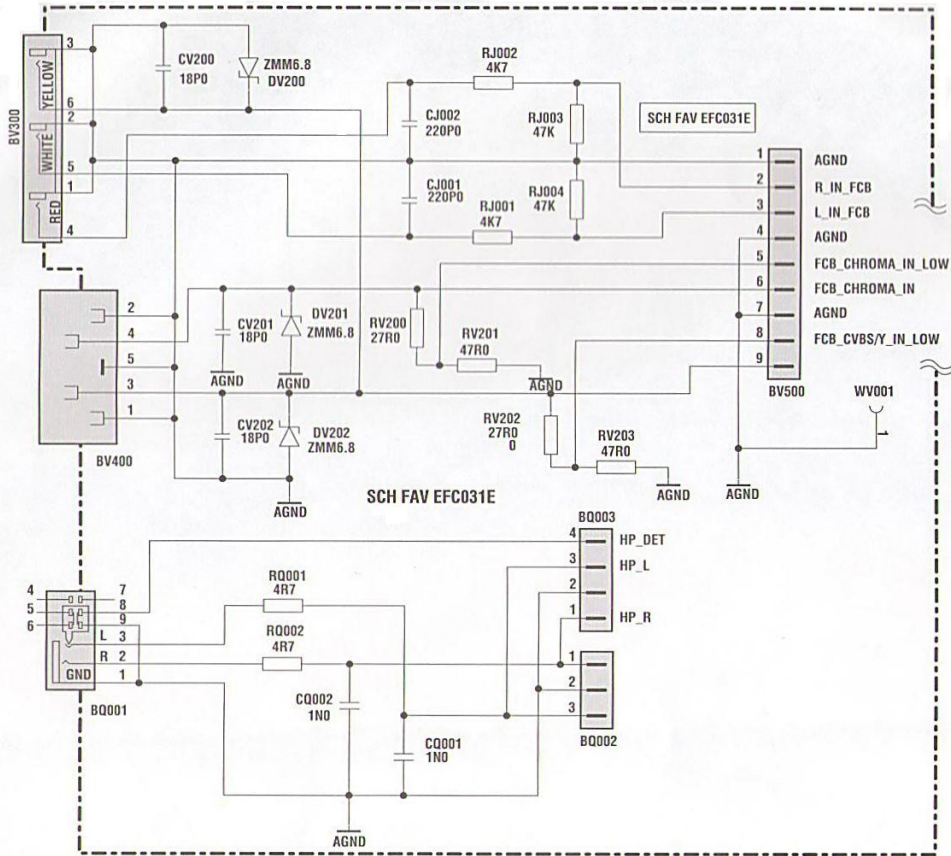 BV300
YELLOW
WHITE
RED
3
6
2
5
1
4
CV200
18P0
ZMM6.8
DV200
RJ002
4K7
CJ002
220P0
RJ003
47K
SCH FAV EFC031E
CJ001
220P0
RJ001
4K7
RJ004
47K
1 AGND
2 R_IN_FCB
3 L_IN_FCB
4 AGND
5 FCB_CHROMA_IN_LOW
6 FCB_CHROMA_IN
7 AGND
8 FCB_CVBS/Y_IN_LOW
9
BV500
WV001
2
4
5
3
1
BV400
CV201
18P0
DV201
ZMM6.8
RV200
27R0
RV201
47R0
AGND
AGND
AGND
CV202
18P0
DV202
ZMM6.8
RV202
27R0
0
RV203
47R0
AGND
AGND
AGND
SCH FAV EFC031E
BQ003
4 HP_DET
3 HP_L
2
1 HP_R
4
5
6
7
8
9
L 3
R 2
GND 1
BQ001
RQ001
4R7
RQ002
4R7
CQ002
1N0
CQ001
1N0
1
2
3
BQ002
AGND